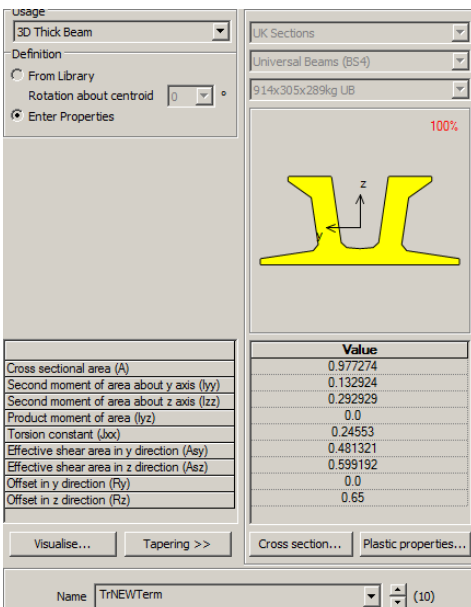 Usage
3D Thick Beam
Definition
From Library
Rotation about centroid 0 °
Enter Properties
UK Sections
Universal Beams (BS4)
914x305x289kg UB
100%
z
y
Value
Cross sectional area (A) 0.977274
Second moment of area about y axis (Iyy) 0.132924
Second moment of area about z axis (Izz) 0.292929
Product moment of area (Iyz) 0.0
Torsion constant (Jxx) 0.24553
Effective shear area in y direction (Asy) 0.481321
Effective shear area in z direction (Asz) 0.599192
Offset in y direction (Ry) 0.0
Offset in z direction (Rz) 0.65
Visualise... Tapering >> Cross section... Plastic properties...
Name TrNEWTerm (10)